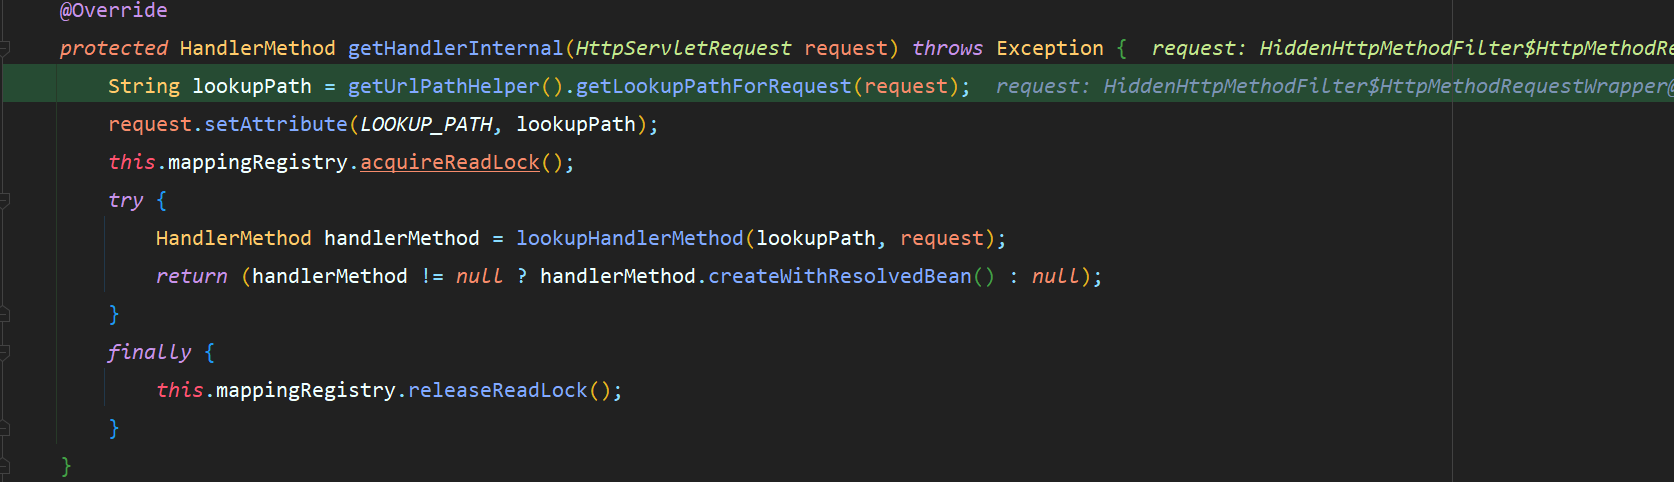 @Override
protected HandlerMethod getHandlerInternal(HttpServletRequest request) throws Exception {  request: HiddenHttpMethodFilter$HttpMethodRe
String lookupPath = getUrlPathHelper().getLookupPathForRequest(request);  request: HiddenHttpMethodFilter$HttpMethodRequestWrapper@
request.setAttribute(LOOKUP_PATH, lookupPath);
this.mappingRegistry.acquireReadLock();
try {
HandlerMethod handlerMethod = lookupHandlerMethod(lookupPath, request);
return (handlerMethod != null ? handlerMethod.createWithResolvedBean() : null);
}
finally {
this.mappingRegistry.releaseReadLock();
}
}